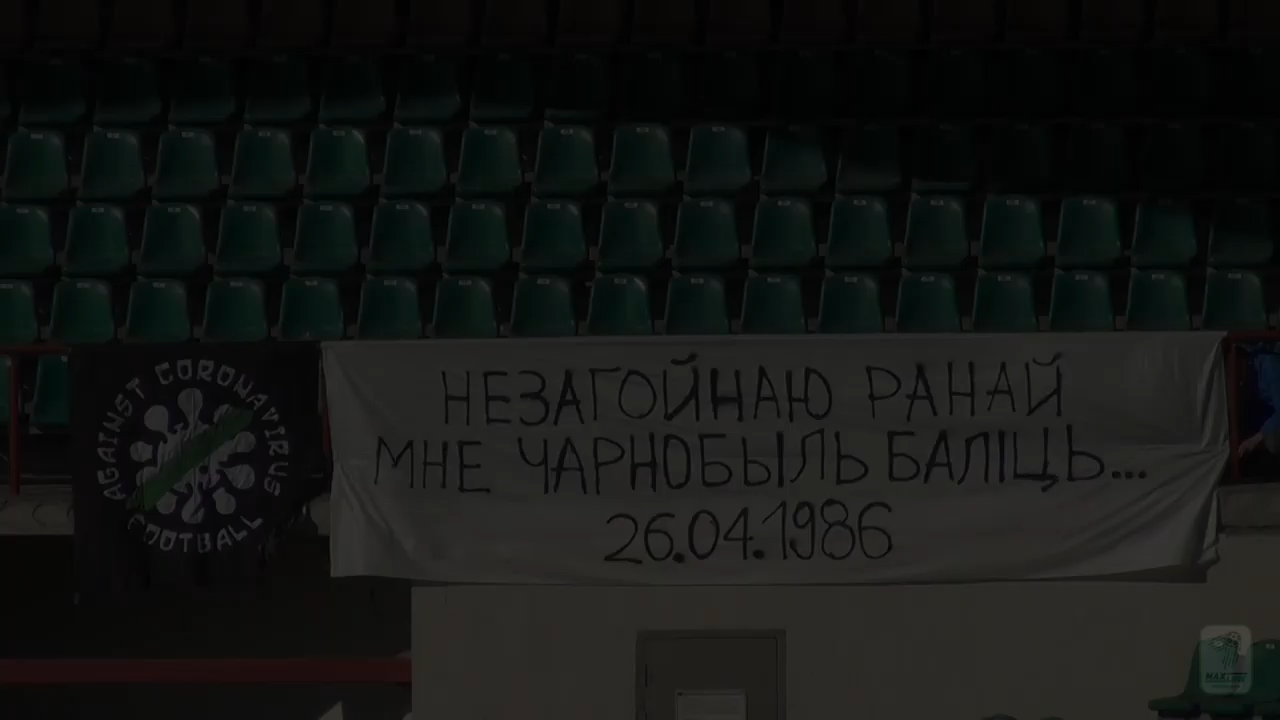 AGAINST CORONAVIRUS
FOOTBALL
НЕЗАГОЙНАЮ РАНАЙ
МНЕ ЧАРНОБЫЛЬ БАЛІЦЬ...
26.04.1986